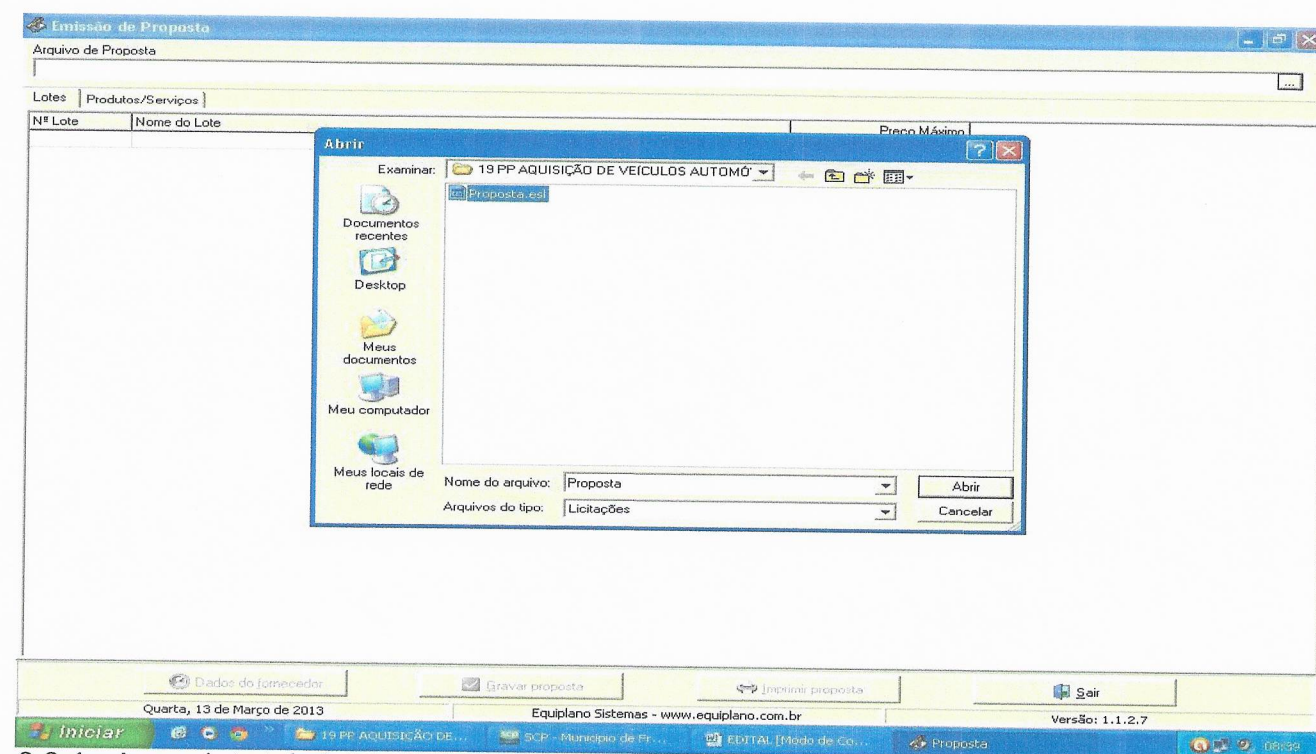 Emissão de Proposta
Arquivo de Proposta
...
Lotes Produtos/Serviços
Nº Lote Nome do Lote Preço Máximo
Abrir
Examinar: 19 PP AQUISIÇÃO DE VEÍCULOS AUTOMÓ'
Proposta.esl
Documentos
recentes
Desktop
Meus
documentos
Meu computador
Meus locais de
rede
Nome do arquivo: Proposta Abrir
Arquivos do tipo: Licitações Cancelar
Dados do fornecedor Gravar proposta Imprimir proposta Sair
Quarta, 13 de Março de 2013 Equiplano Sistemas - www.equiplano.com.br Versão: 1.1.2.7
Iniciar 19 PP AQUISIÇÃO DE... SCP - Municipio de Fr... EDITAL [Modo de Co... Proposta 08:38